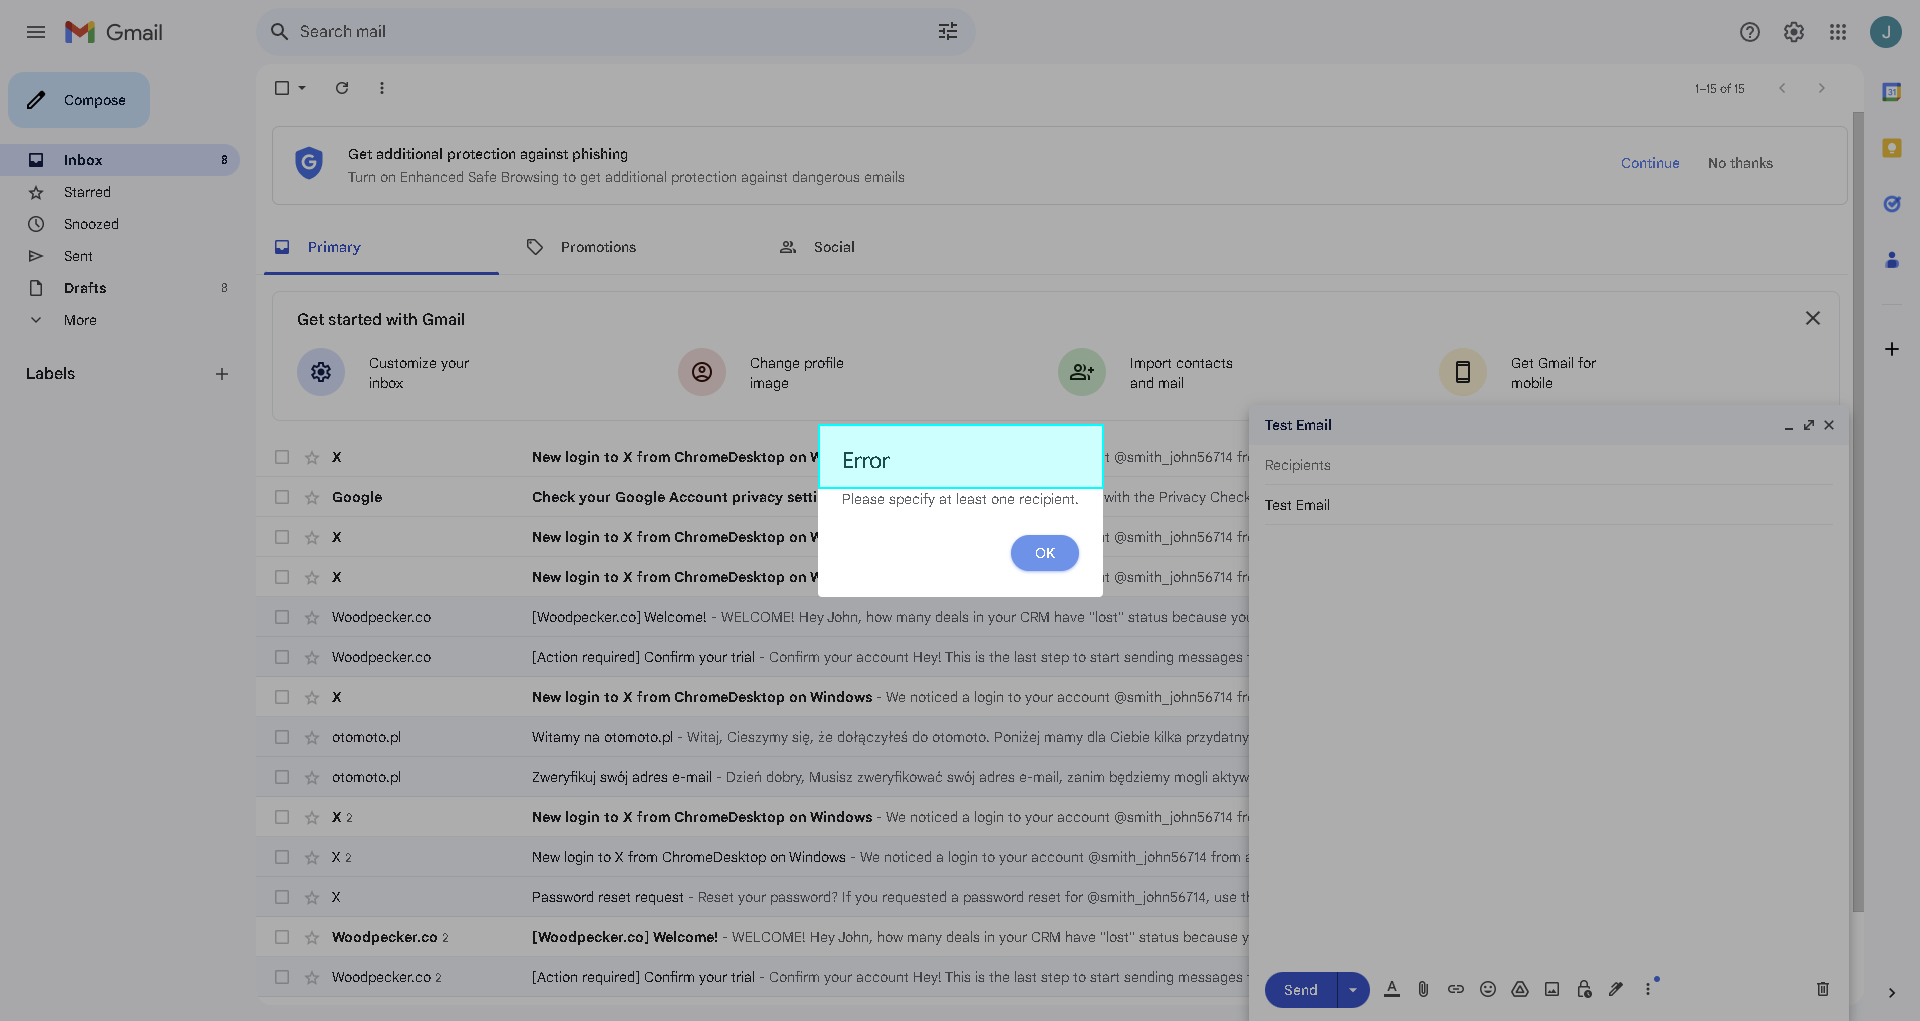 Gmail
Search mail
J
Compose
Inbox 8
Starred
Snoozed
Sent
Drafts 8
More
Labels
1–15 of 15
31
G
Get additional protection against phishing
Turn on Enhanced Safe Browsing to get additional protection against dangerous emails
Continue
No thanks
Primary
Promotions
Social
Get started with Gmail
Customize your
inbox
Change profile
image
Import contacts
and mail
Get Gmail for
mobile
X New login to X from ChromeDesktop on W t @smith_john56714 fr
Google Check your Google Account privacy setti with the Privacy Check
X New login to X from ChromeDesktop on W t @smith_john56714 fr
X New login to X from ChromeDesktop on W t @smith_john56714 fr
Woodpecker.co [Woodpecker.co] Welcome! - WELCOME! Hey John, how many deals in your CRM have "lost" status because you
Woodpecker.co [Action required] Confirm your trial - Confirm your account Hey! This is the last step to start sending messages
X New login to X from ChromeDesktop on Windows - We noticed a login to your account @smith_john56714 fr
otomoto.pl Witamy na otomoto.pl - Witaj, Cieszymy się, że dołączyłeś do otomoto. Poniżej mamy dla Ciebie kilka przydatny
otomoto.pl Zweryfikuj swój adres e-mail - Dzień dobry, Musisz zweryfikować swój adres e-mail, zanim będziemy mogli aktyw
X 2 New login to X from ChromeDesktop on Windows - We noticed a login to your account @smith_john56714 fr
X 2 New login to X from ChromeDesktop on Windows - We noticed a login to your account @smith_john56714 from a
X Password reset request - Reset your password? If you requested a password reset for @smith_john56714, use th
Woodpecker.co 2 [Woodpecker.co] Welcome! - WELCOME! Hey John, how many deals in your CRM have "lost" status because y
Woodpecker.co 2 [Action required] Confirm your trial - Confirm your account Hey! This is the last step to start sending messages
Error
Please specify at least one recipient.
OK
Test Email
Recipients
Test Email
Send
A